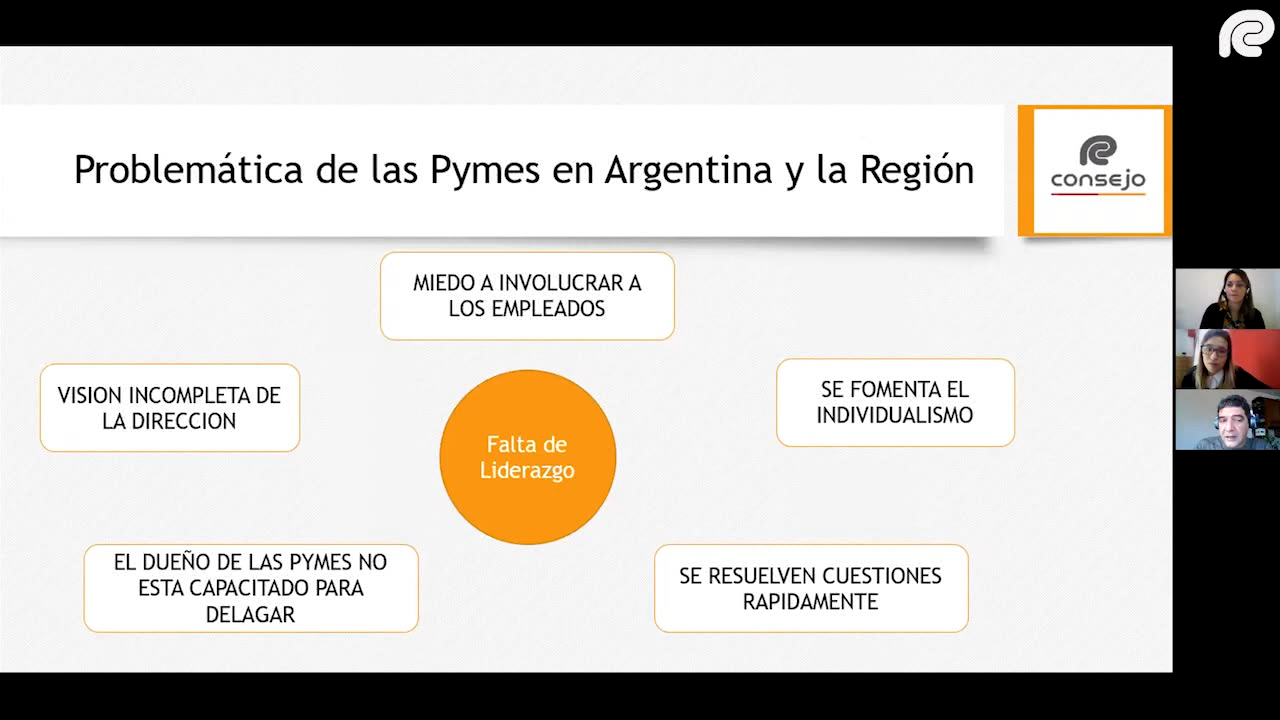 Problemática de las Pymes en Argentina y la Región
consejo
MIEDO A INVOLUCRAR A
LOS EMPLEADOS
VISION INCOMPLETA DE
LA DIRECCION
SE FOMENTA EL
INDIVIDUALISMO
Falta de
Liderazgo
EL DUEÑO DE LAS PYMES NO
ESTA CAPACITADO PARA
DELAGAR
SE RESUELVEN CUESTIONES
RAPIDAMENTE